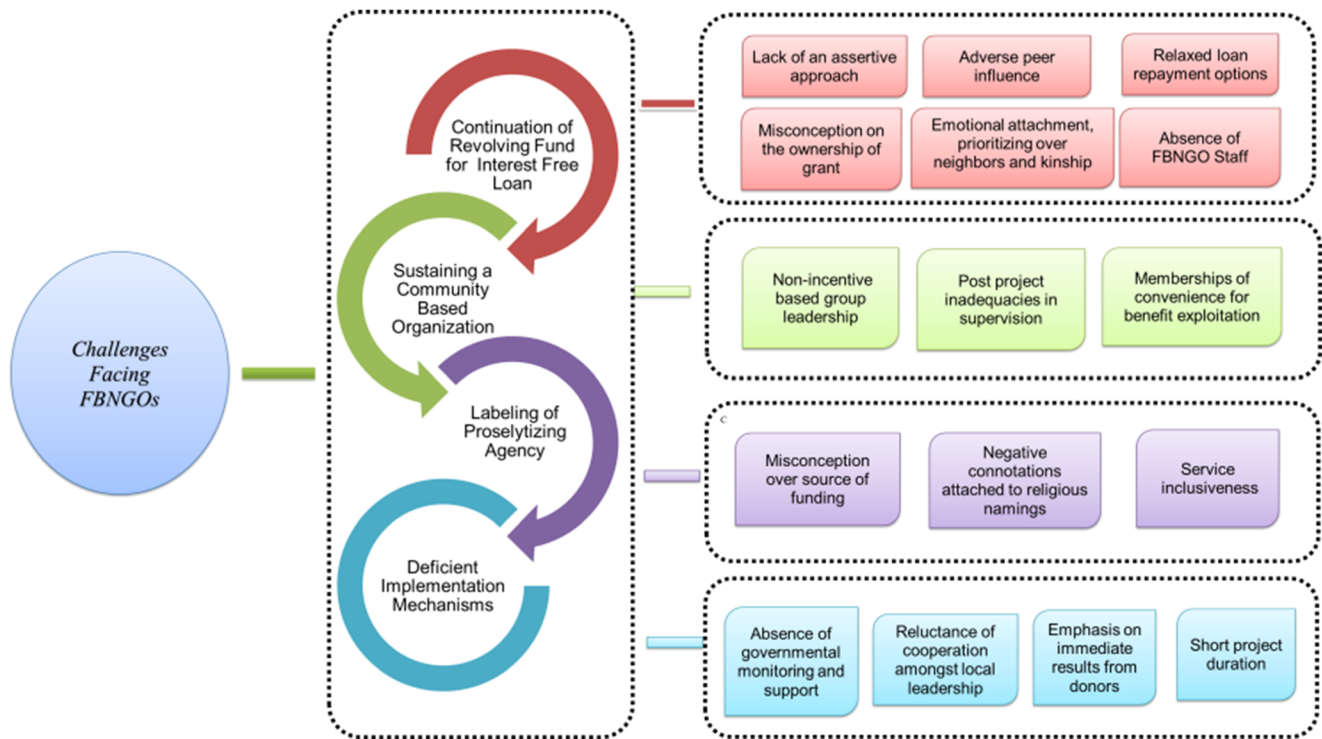 Challenges
Facing
FBNGOs
Continuation of
Revolving Fund
for Interest Free
Loan
Sustaining a
Community
Based
Organization
Labeling of
Proselytizing
Agency
Deficient
Implementation
Mechanisms
Lack of an assertive
approach
Adverse peer
influence
Relaxed loan
repayment options
Misconception on
the ownership of
grant
Emotional attachment,
prioritizing over
neighbors and kinship
Absence of
FBNGO Staff
Non-incentive
based group
leadership
Post project
inadequacies in
supervision
Memberships of
convenience for
benefit exploitation
c
Misconception
over source of
funding
Negative
connotations
attached to religious
namings
Service
inclusiveness
Absence of
governmental
monitoring and
support
Reluctance of
cooperation
amongst local
leadership
Emphasis on
immediate
results from
donors
Short project
duration